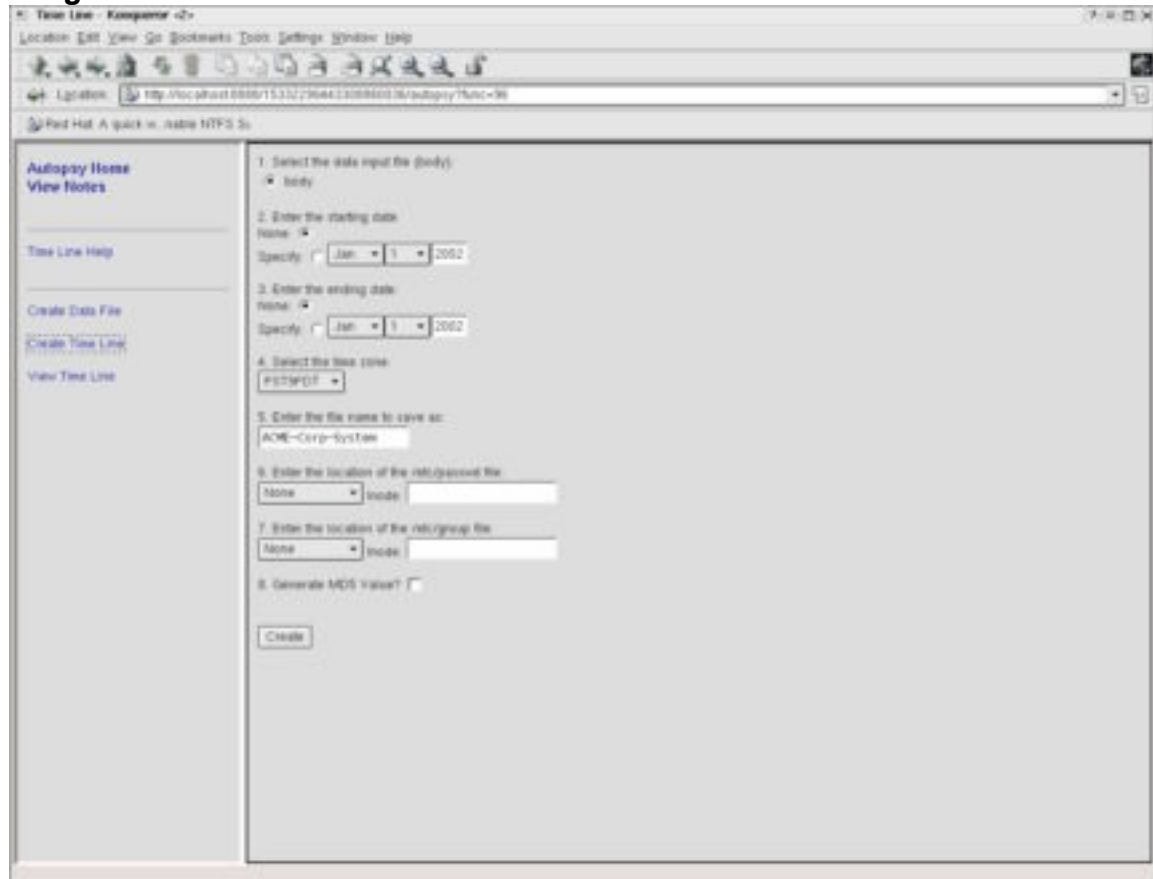 Time Line - Konqueror <2>
Location Edit View Go Bookmarks Tools Settings Window Help
Location:
Red Hat: A quick
Autopsy Home
View Notes
Time Line Help
Create Data File
Create Time Line
View Time Line
1. Select the data input file (body):
body
2. Enter the starting date:
None:
Specify: Jan 1 2002
3. Enter the ending date:
None:
Specify: Jan 1 2002
4. Select the time zone:
PST8PDT
5. Enter the file name to save as:
ACME-Corp-System
6. Enter the location of the /etc/passwd file:
None inode:
7. Enter the location of the /etc/group file:
None inode:
8. Generate MD5 Value?
Create